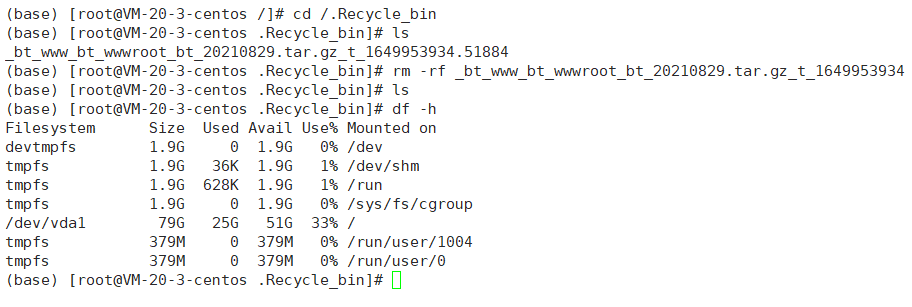 (base) [root@VM-20-3-centos /]# cd /.Recycle_bin
(base) [root@VM-20-3-centos .Recycle_bin]# ls
_bt_www_bt_wwwroot_bt_20210829.tar.gz_t_1649953934.51884
(base) [root@VM-20-3-centos .Recycle_bin]# rm -rf _bt_www_bt_wwwroot_bt_20210829.tar.gz_t_1649953934
(base) [root@VM-20-3-centos .Recycle_bin]# ls
(base) [root@VM-20-3-centos .Recycle_bin]# df -h
Filesystem      Size  Used Avail Use% Mounted on
devtmpfs        1.9G     0  1.9G   0% /dev
tmpfs           1.9G   36K  1.9G   1% /dev/shm
tmpfs           1.9G  628K  1.9G   1% /run
tmpfs           1.9G     0  1.9G   0% /sys/fs/cgroup
/dev/vda1        79G   25G   51G  33% /
tmpfs           379M     0  379M   0% /run/user/1004
tmpfs           379M     0  379M   0% /run/user/0
(base) [root@VM-20-3-centos .Recycle_bin]#